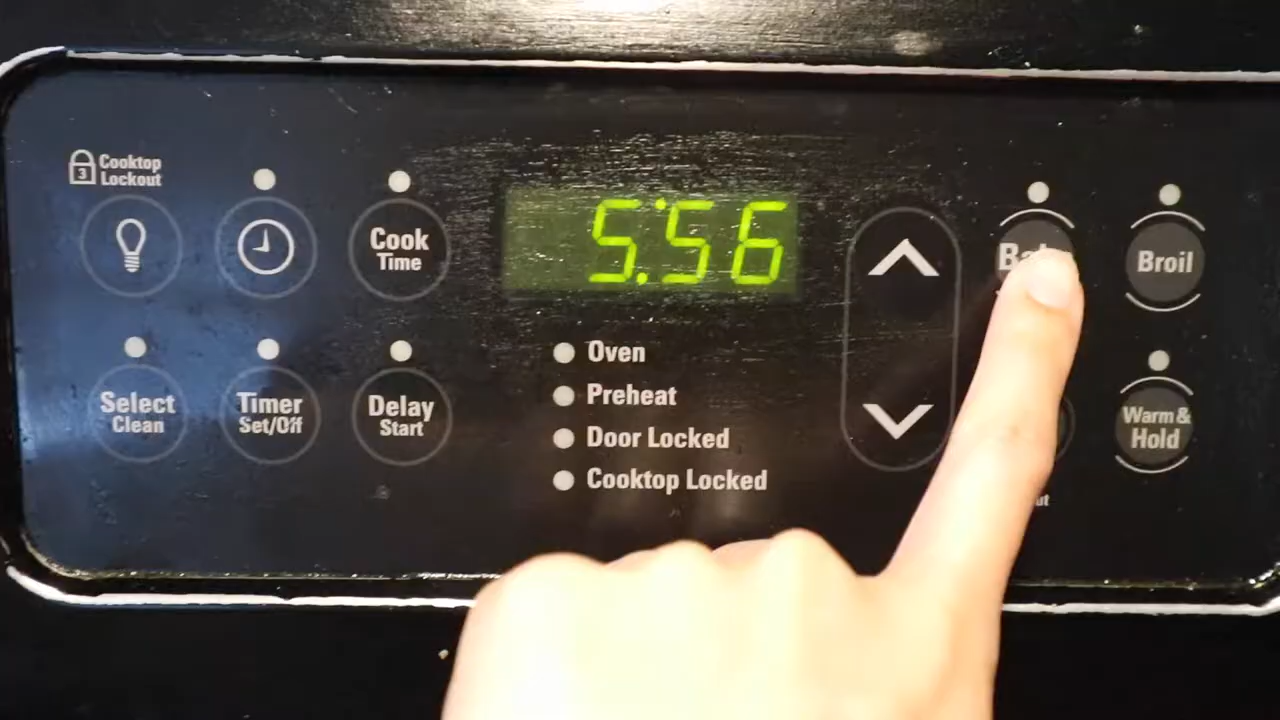 3 Cooktop
Lockout
Cook
Time
5:56
Broil
Select
Clean
Timer
Set/Off
Delay
Start
Oven
Preheat
Door Locked
Cooktop Locked
Warm &
Hold